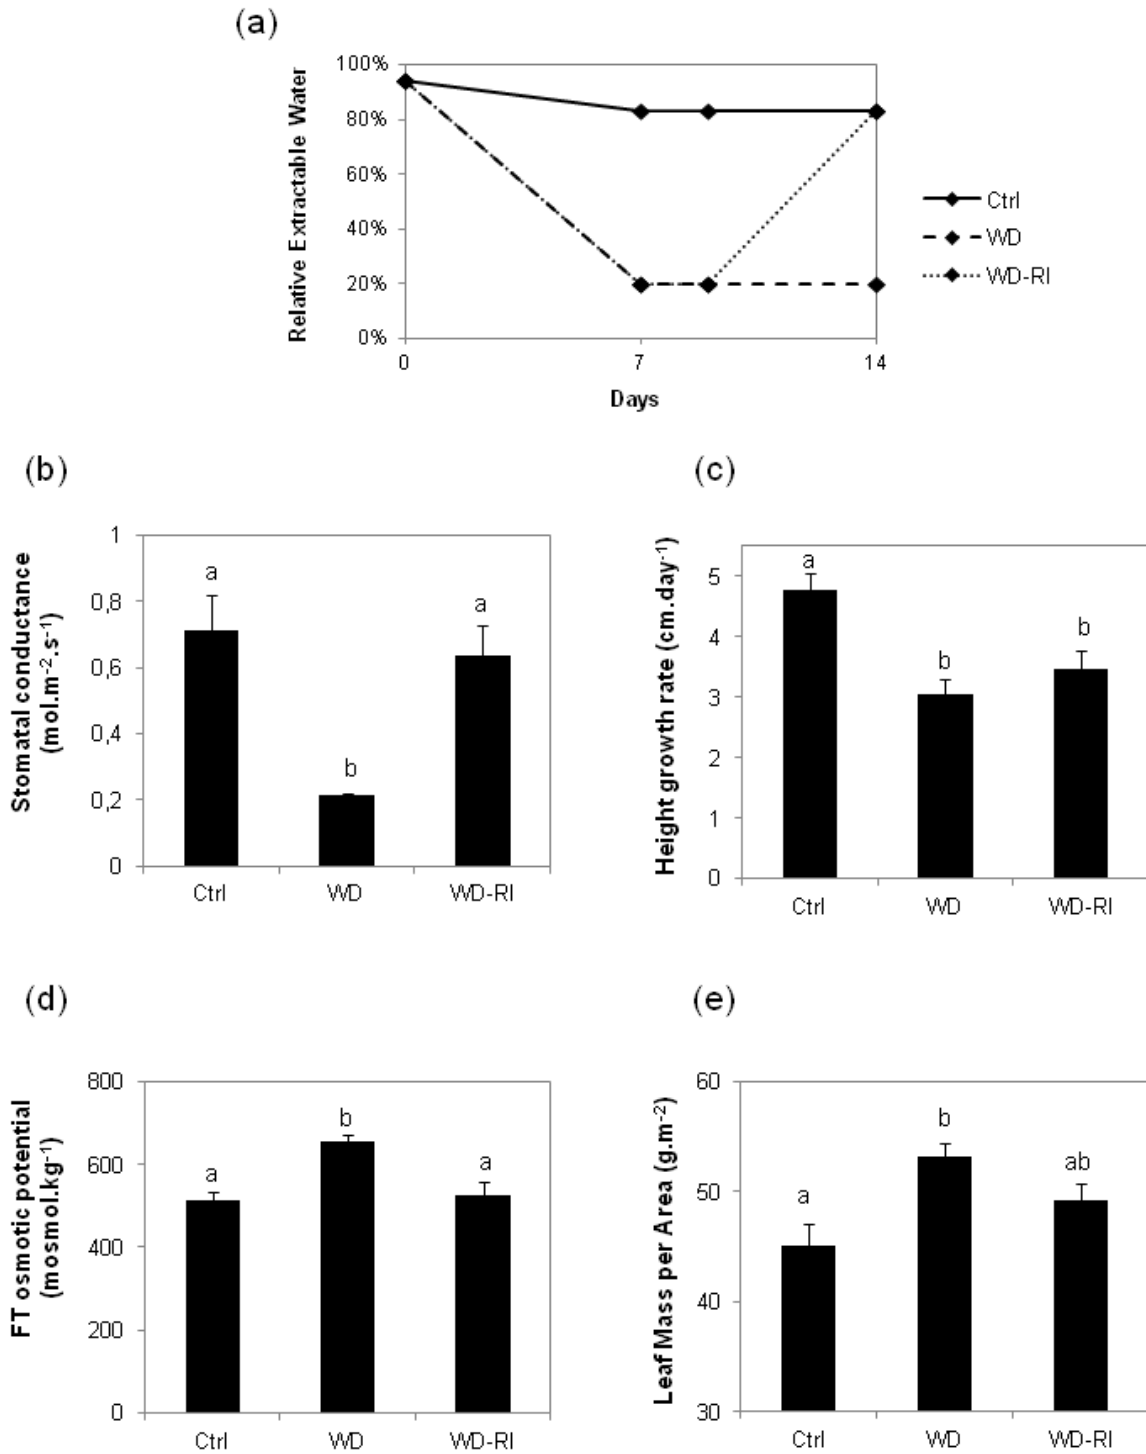 (a)
Relative Extractable Water
100%
80%
60%
40%
20%
0%
0 7 14
Days
Ctrl
WD
WD-RI
(b)
Stomatal conductance
(mol.m-2.s-1)
1
0,8
0,6
0,4
0,2
0
a
b
a
Ctrl WD WD-RI
(c)
Height growth rate (cm.day-1)
5
4
3
2
1
0
a
b
b
Ctrl WD WD-RI
(d)
FT osmotic potential
(mosmol.kg-1)
800
600
400
200
0
a
b
a
Ctrl WD WD-RI
(e)
Leaf Mass per Area (g.m-2)
60
50
40
30
a
b
ab
Ctrl WD WD-RI